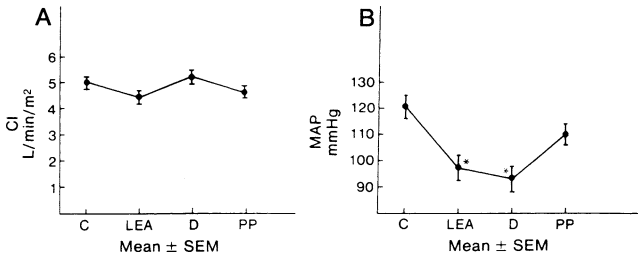 A
6
5
4
3
2
1
CI
L/min/m²
C LEA D PP
Mean ± SEM
B
130
120
110
100
90
MAP
mmHg
*
*
C LEA D PP
Mean ± SEM